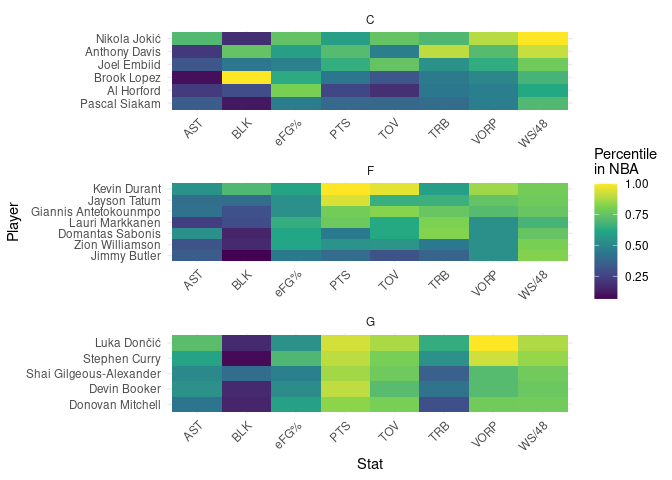 C
Nikola Jokić
Anthony Davis
Joel Embiid
Brook Lopez
Al Horford
Pascal Siakam
AST BLK eFG% PTS TOV TRB VORP WS/48
F
Kevin Durant
Jayson Tatum
Giannis Antetokounmpo
Lauri Markkanen
Domantas Sabonis
Zion Williamson
Jimmy Butler
AST BLK eFG% PTS TOV TRB VORP WS/48
G
Luka Dončić
Stephen Curry
Shai Gilgeous-Alexander
Devin Booker
Donovan Mitchell
AST BLK eFG% PTS TOV TRB VORP WS/48
Stat
Player
Percentile
in NBA
1.00
0.75
0.50
0.25